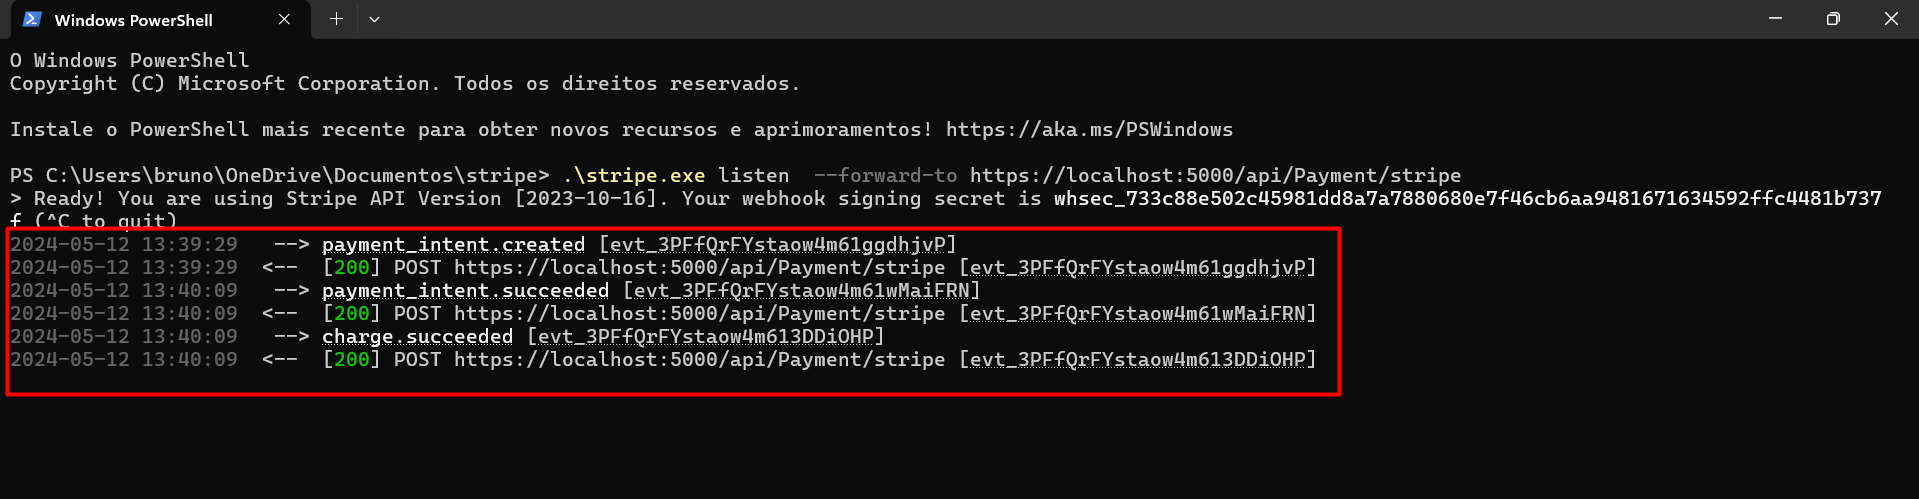 Windows PowerShell
O Windows PowerShell
Copyright (C) Microsoft Corporation. Todos os direitos reservados.
Instale o PowerShell mais recente para obter novos recursos e aprimoramentos! https://aka.ms/PSWindows
PS C:\Users\bruno\OneDrive\Documentos\stripe> .\stripe.exe listen  --forward-to https://localhost:5000/api/Payment/stripe
> Ready! You are using Stripe API Version [2023-10-16]. Your webhook signing secret is whsec_733c88e502c45981dd8a7a7880680e7f46cb6aa9481671634592ffc4481b737
f (^C to quit)
2024-05-12 13:39:29   --> payment_intent.created [evt_3PFfQrFYstaow4m61ggdhjvP]
2024-05-12 13:39:29  <--  [200] POST https://localhost:5000/api/Payment/stripe [evt_3PFfQrFYstaow4m61ggdhjvP]
2024-05-12 13:40:09   --> payment_intent.succeeded [evt_3PFfQrFYstaow4m61wMaiFRN]
2024-05-12 13:40:09  <--  [200] POST https://localhost:5000/api/Payment/stripe [evt_3PFfQrFYstaow4m61wMaiFRN]
2024-05-12 13:40:09   --> charge.succeeded [evt_3PFfQrFYstaow4m613DDiOHP]
2024-05-12 13:40:09  <--  [200] POST https://localhost:5000/api/Payment/stripe [evt_3PFfQrFYstaow4m613DDiOHP]